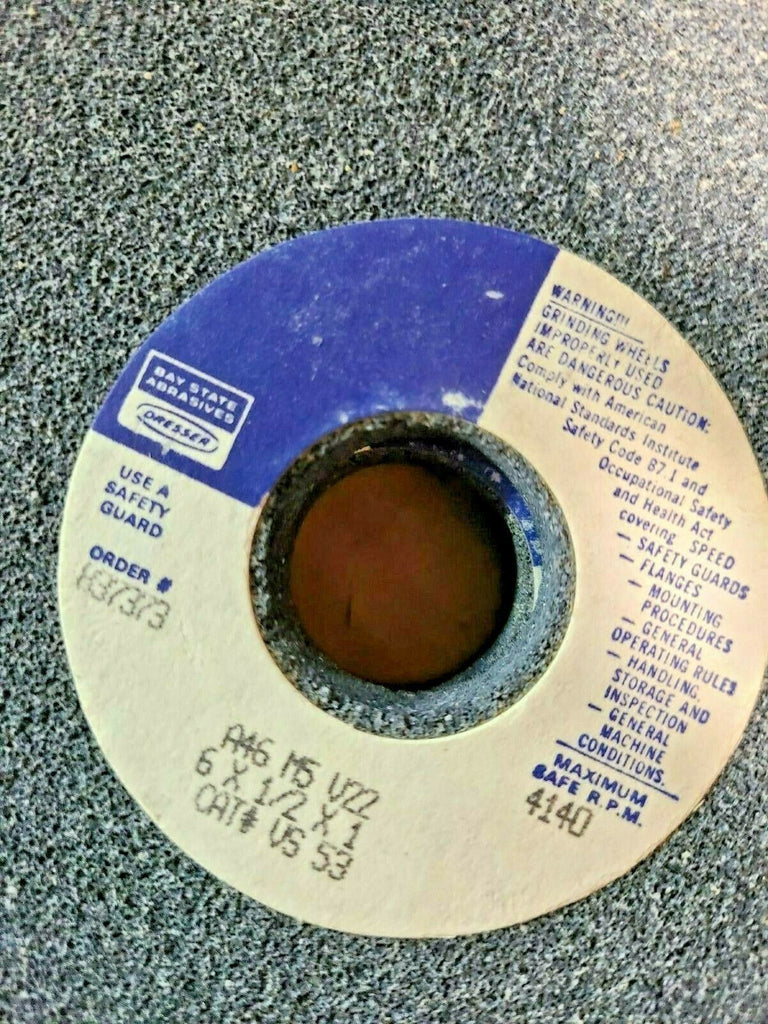 BAY STATE
ABRASIVES
DRESSER
USE A
SAFETY
GUARD
ORDER #
A46 M5 V22
6 X 1/2 X 1
CAT# VS 53
WARNING!!!
GRINDING WHEELS
IMPROPERLY USED
ARE DANGEROUS CAUTION:
Comply with American
National Standards Institute
Safety Code B7.1 and
Occupational Safety
and Health Act
covering SPEED
— SAFETY GUARDS
— FLANGES
— MOUNTING
PROCEDURES
— GENERAL
OPERATING RULES
— HANDLING
STORAGE AND
INSPECTION
— GENERAL
MACHINE
CONDITIONS.
MAXIMUM
SAFE R.P.M.
4140